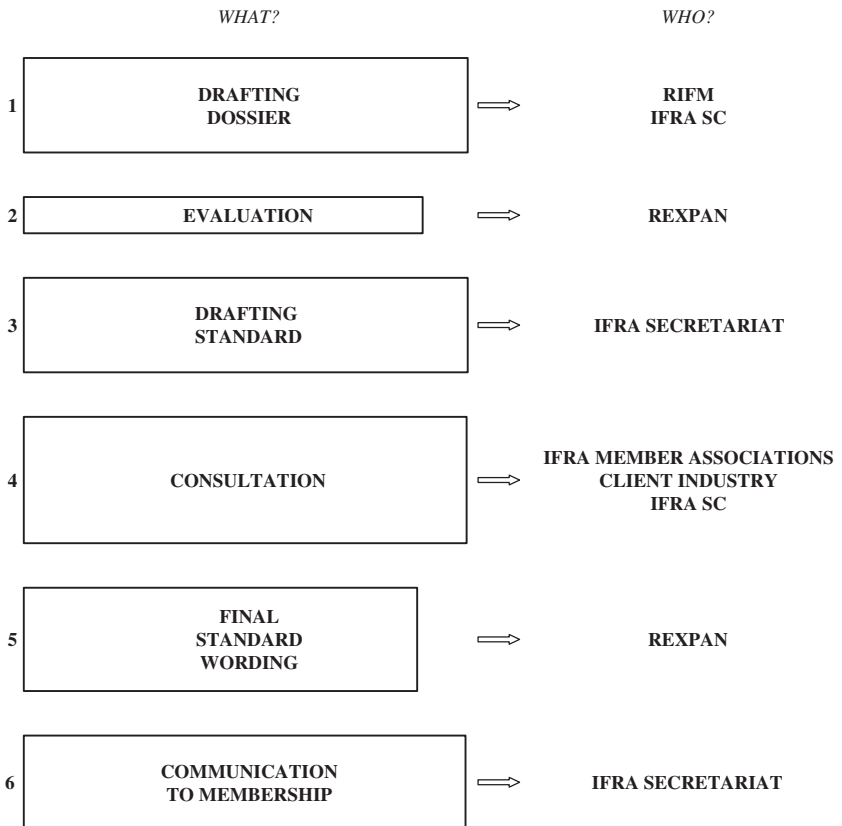 WHAT?
WHO?
1
DRAFTING
DOSSIER
RIFM
IFRA SC
2
EVALUATION
REXPAN
3
DRAFTING
STANDARD
IFRA SECRETARIAT
4
CONSULTATION
IFRA MEMBER ASSOCIATIONS
CLIENT INDUSTRY
IFRA SC
5
FINAL
STANDARD
WORDING
REXPAN
6
COMMUNICATION
TO MEMBERSHIP
IFRA SECRETARIAT